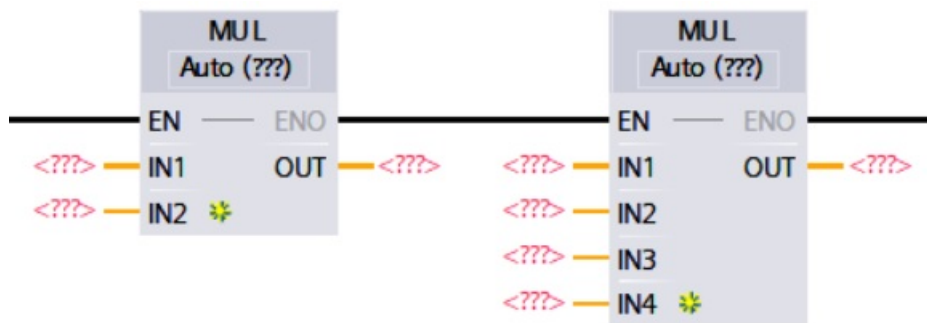 MUL
Auto (???)
EN ENO
<???> IN1 OUT <???>
<???> IN2
MUL
Auto (???)
EN ENO
<???> IN1 OUT <???>
<???> IN2
<???> IN3
<???> IN4